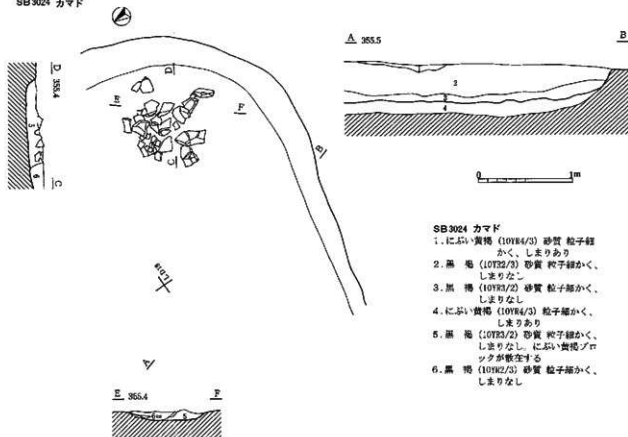 SB3024 カマド
A 355.5 B
2
3
4
D
355.4
3
6
C
D
E
F
C
B
A
0 1m
E 355.4 F
5
SB3024 カマド
1. にぶい黄褐 (10YR4/3) 砂質 粒子細
かく、しまりあり
2. 黒 褐 (10YR2/3) 砂質 粒子細かく、
しまりなし
3. 黒 褐 (10YR3/2) 砂質 粒子細かく、
しまりなし
4. にぶい黄褐 (10YR4/3) 粒子細かく、
しまりあり
5. 黒 褐 (10YR3/2) 砂質 粒子細かく、
しまりなし、にぶい黄褐ブロ
ックが散在する
6. 黒 褐 (10YR2/3) 砂質 粒子細かく、
しまりなし